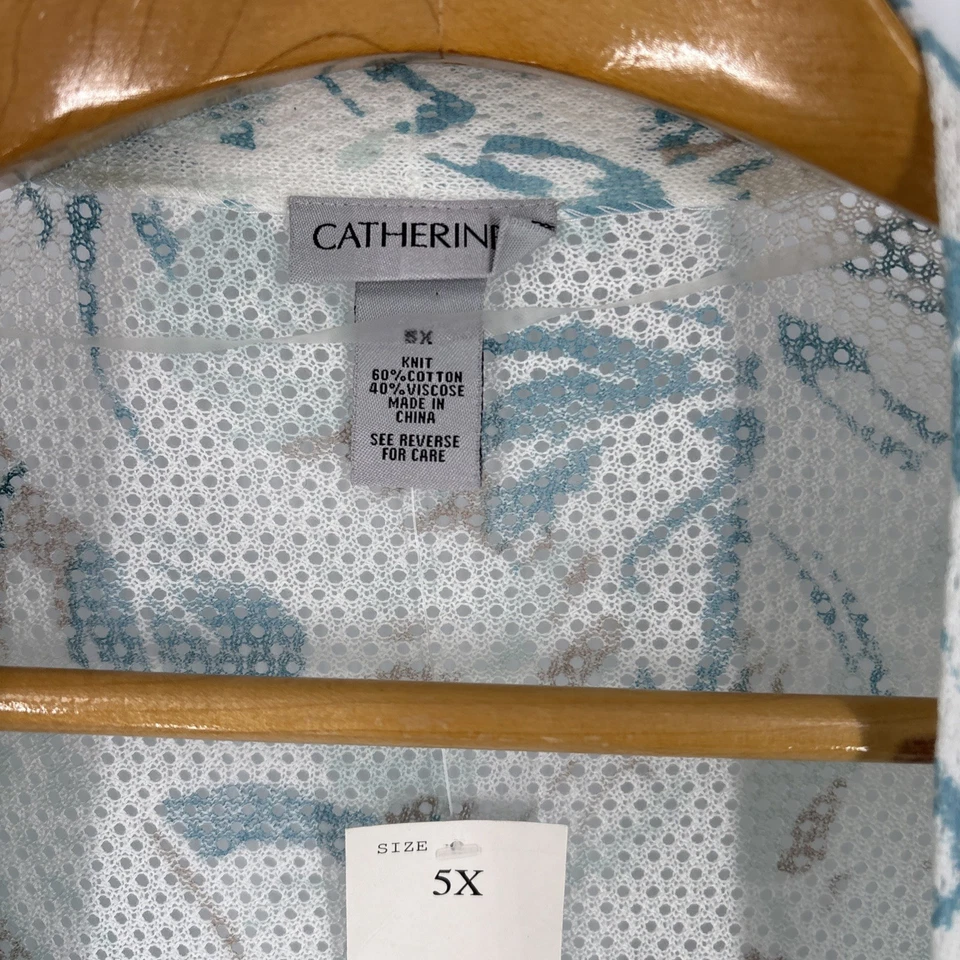 CATHERINE
5X
KNIT
60%COTTON
40%VISCOSE
MADE IN
CHINA
SEE REVERSE
FOR CARE
SIZE
5X